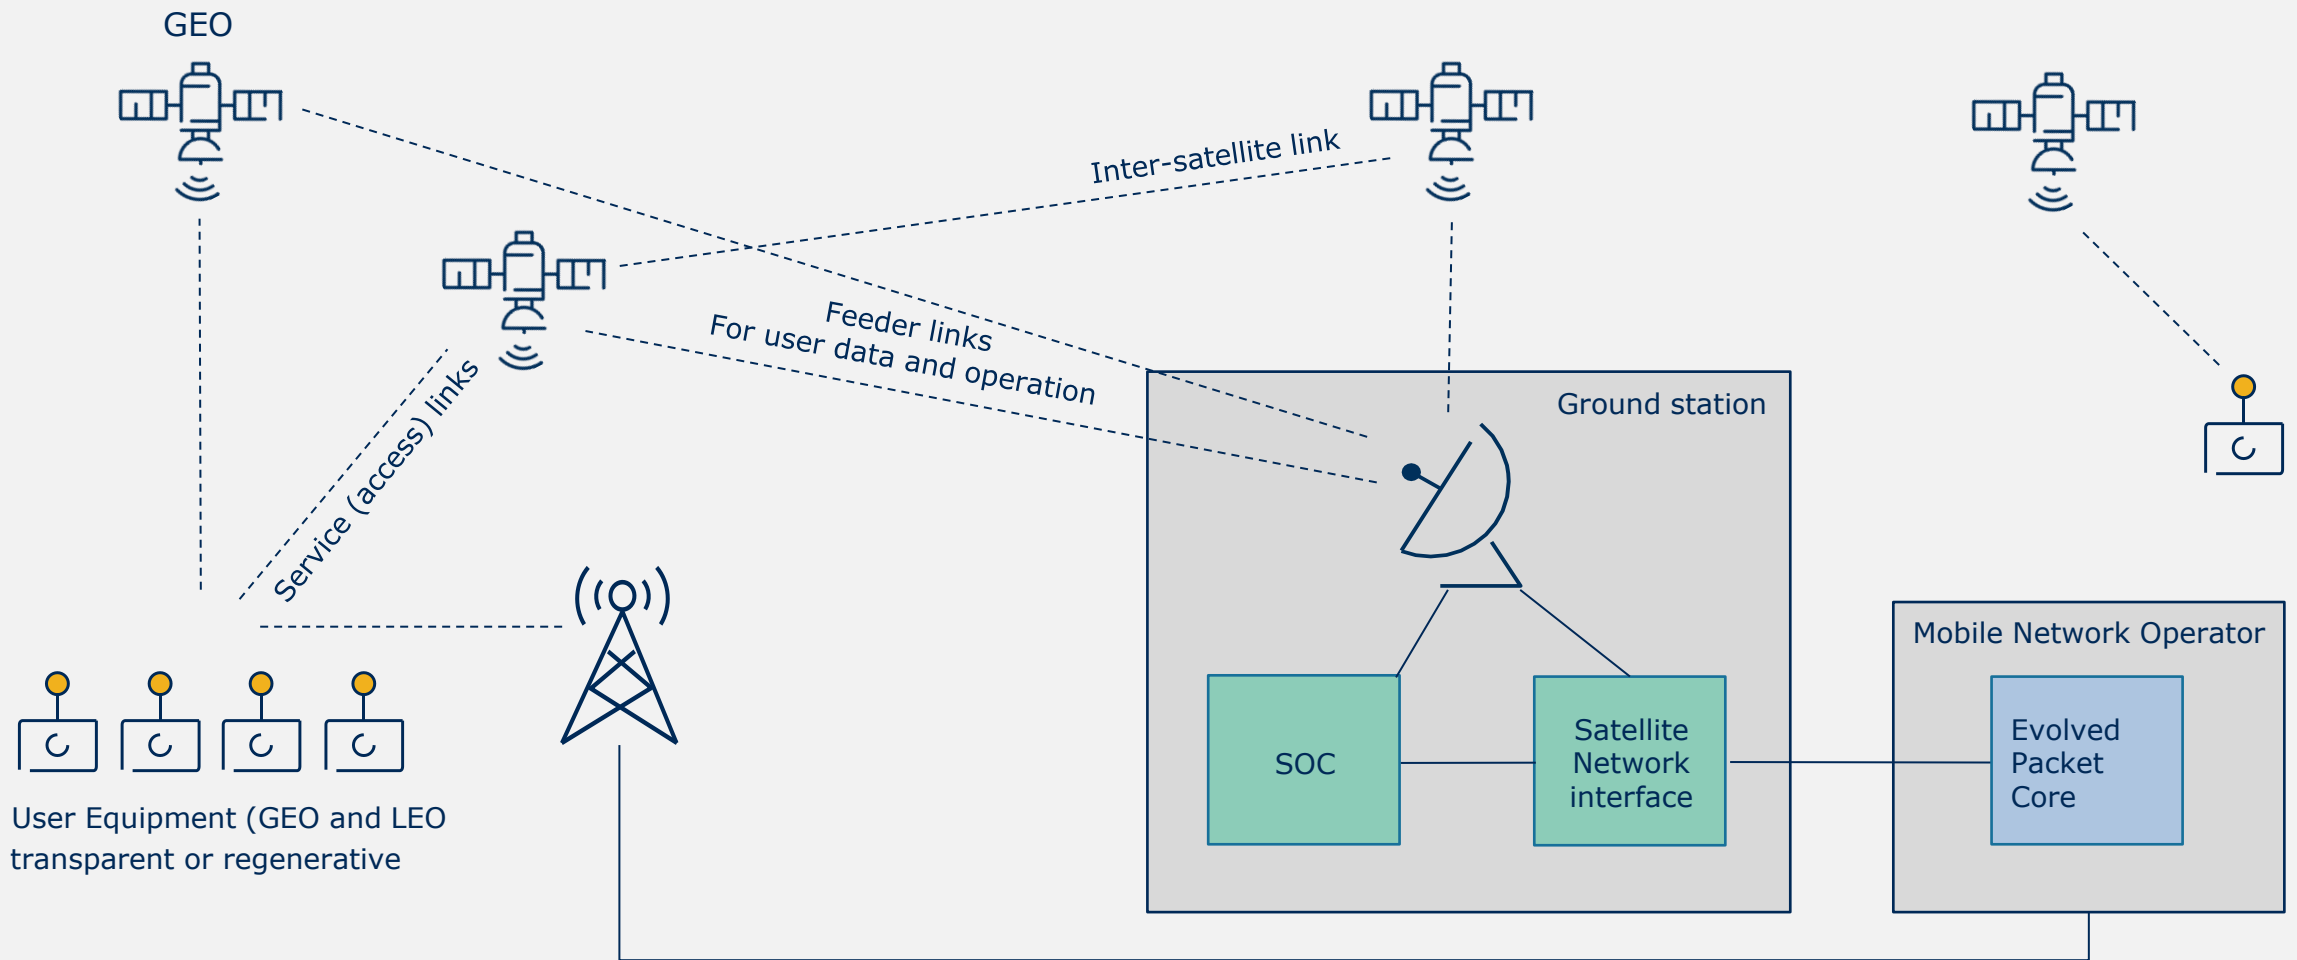 GEO
Inter-satellite link
Feeder links
For user data and operation
Service (access) links
Ground station
Mobile Network Operator
SOC
Satellite
Network
interface
Evolved
Packet
Core
User Equipment (GEO and LEO
transparent or regenerative